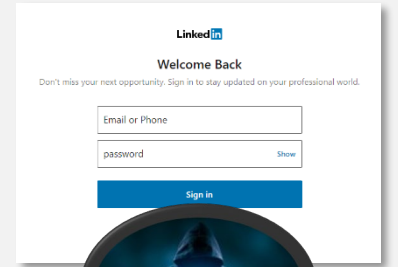 Linkedin
Welcome Back
Don't miss your next opportunity. Sign in to stay updated on your professional world.
Email or Phone
password
Show
Sign in